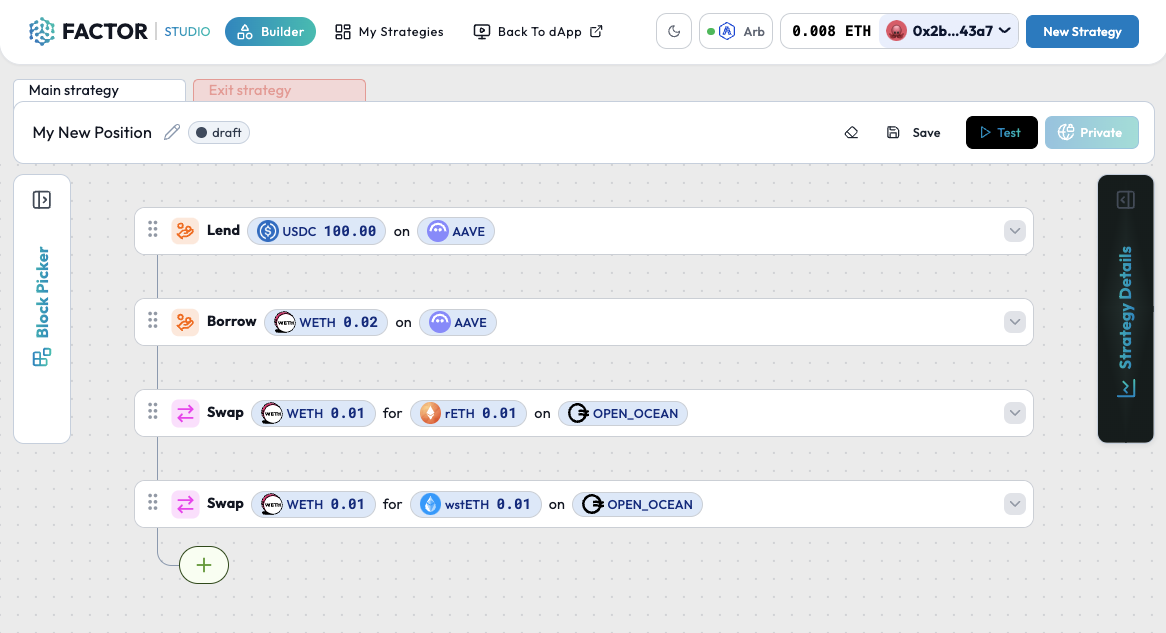 FACTOR STUDIO Builder My Strategies Back To dApp Arb 0.008 ETH 0x2b...43a7 New Strategy
Main strategy Exit strategy
My New Position draft Save Test Private
Block Picker
Lend USDC 100.00 on AAVE
Borrow WETH WETH 0.02 on AAVE
Swap WETH WETH 0.01 for rETH 0.01 on OPEN_OCEAN
Swap WETH WETH 0.01 for wstETH 0.01 on OPEN_OCEAN
+
Strategy Details